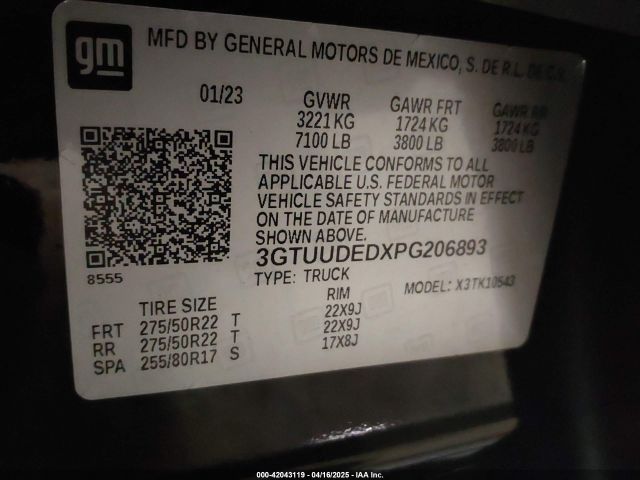 gm
MFD BY GENERAL MOTORS DE MEXICO, S. DE R.L. DE C.V.
01/23
GVWR GAWR FRT GAWR RR
3221 KG 1724 KG 1724 KG
7100 LB 3800 LB 3800 LB
THIS VEHICLE CONFORMS TO ALL
APPLICABLE U.S. FEDERAL MOTOR
VEHICLE SAFETY STANDARDS IN EFFECT
ON THE DATE OF MANUFACTURE
SHOWN ABOVE.
3GTUUDEDXPG206893
8555
TYPE: TRUCK MODEL: X3TK10543
TIRE SIZE RIM
FRT 275/50R22 T 22X9J
RR 275/50R22 T 22X9J
SPA 255/80R17 S 17X8J
000-42043119 - 04/16/2025 - IAA Inc.